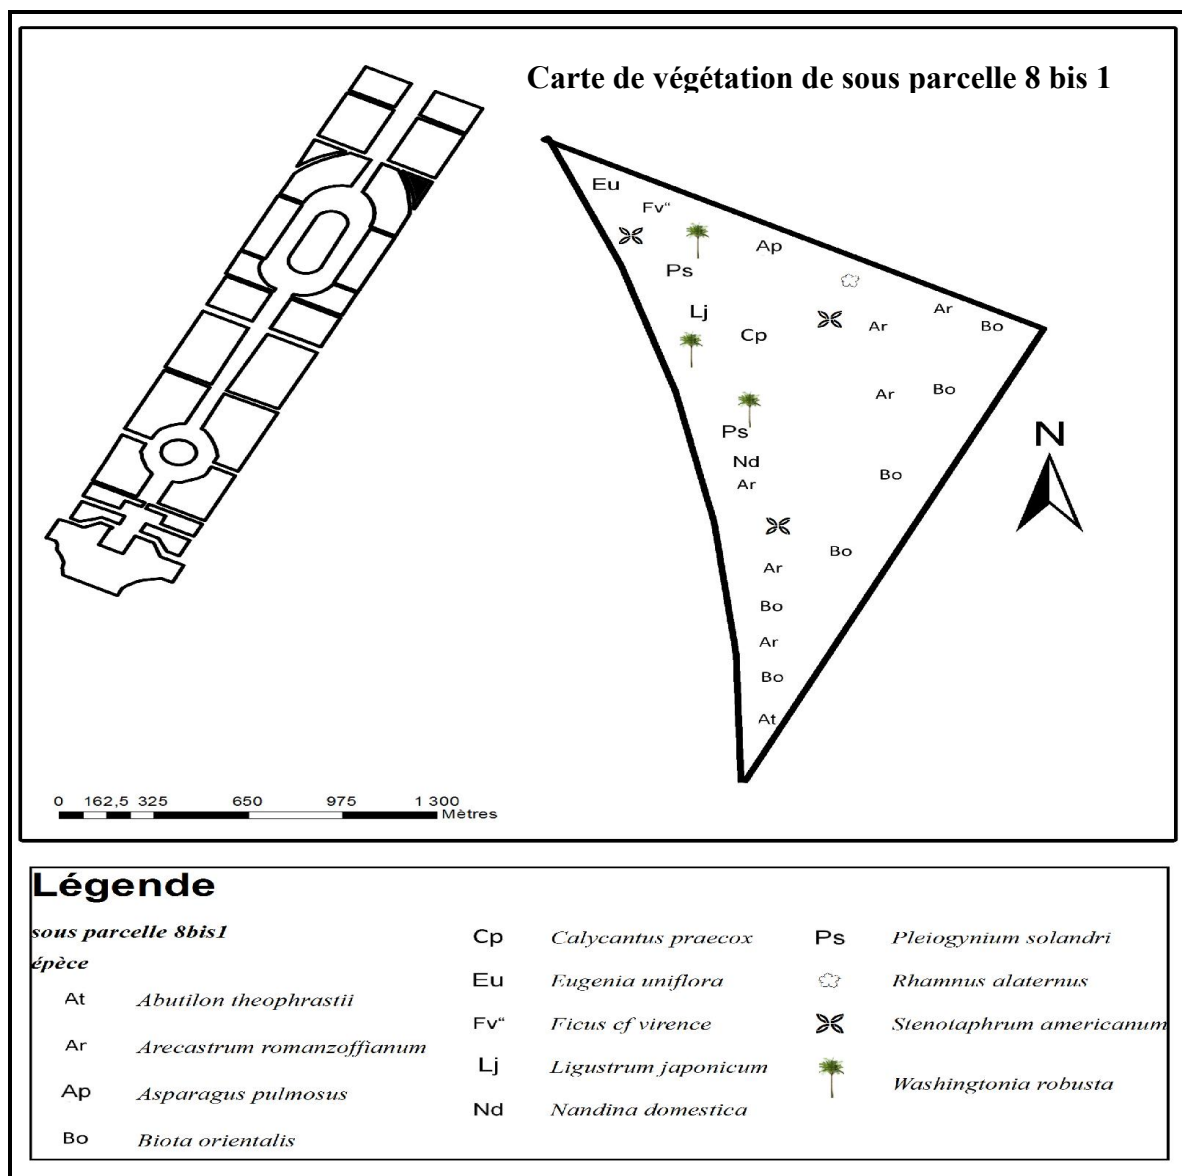 Carte de végétation de sous parcelle 8 bis 1
Eu
Fv“
Ap
Ps
Lj
Cp
Ar
Ar
Bo
Ar
Bo
Ps
Nd
Ar
Bo
Bo
Ar
Bo
Ar
Bo
At
N
0 162,5 325 650 975 1 300
Mètres
Légende
sous parcelle 8bis1
épèce
At Abutilon theophrastii
Ar Arecastrum romanzoffianum
Ap Asparagus pulmosus
Bo Biota orientalis
Cp Calycantus praecox
Eu Eugenia uniflora
Fv“ Ficus cf virence
Lj Ligustrum japonicum
Nd Nandina domestica
Ps Pleiogynium solandri
Rhamnus alaternus
Stenotaphrum americanum
Washingtonia robusta